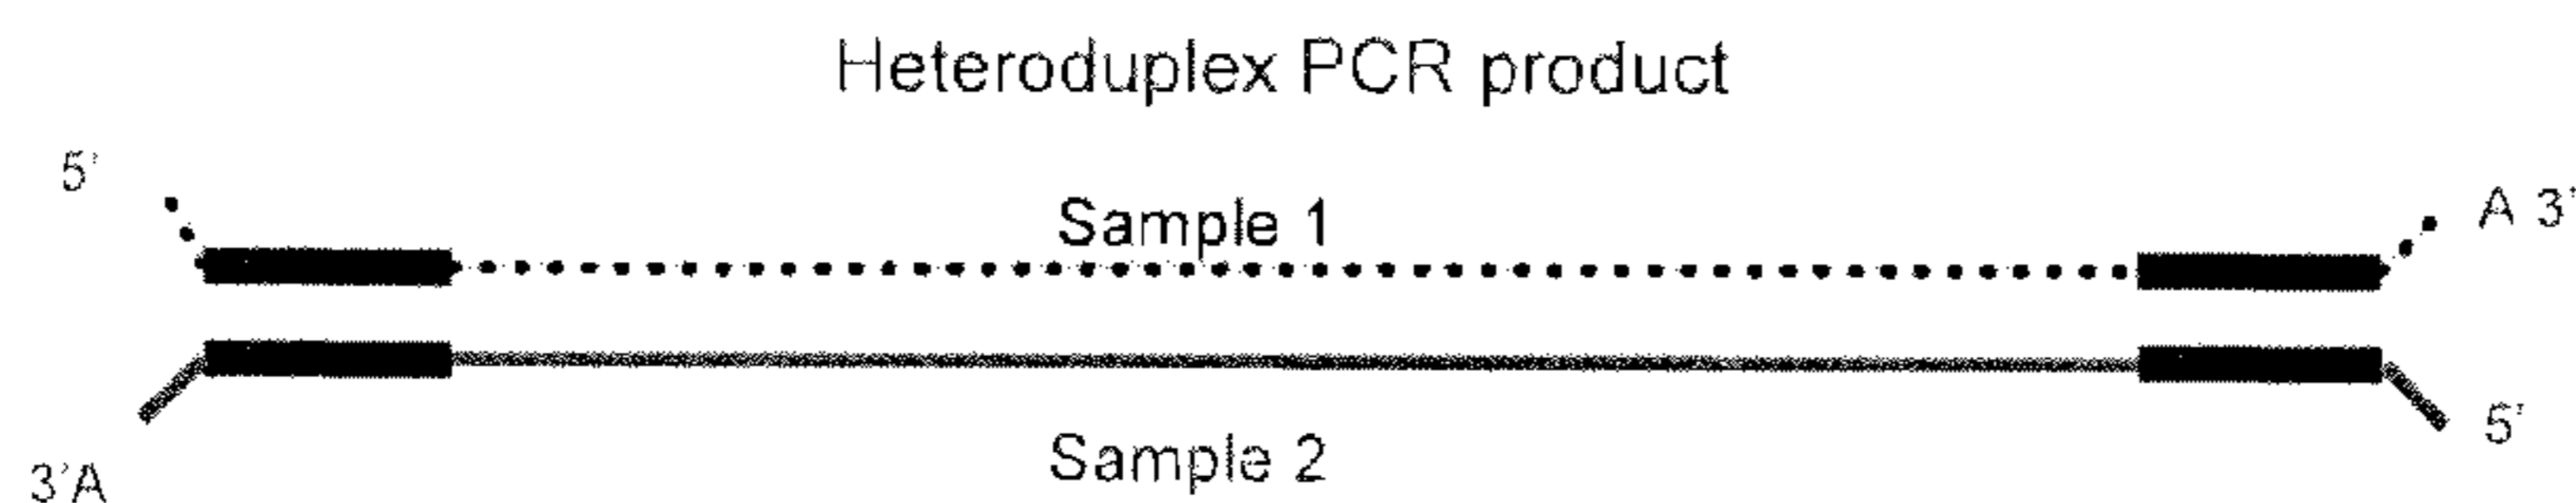 Heteroduplex PCR product
5'
Sample 1
A 3'
Sample 2
5'
3'A